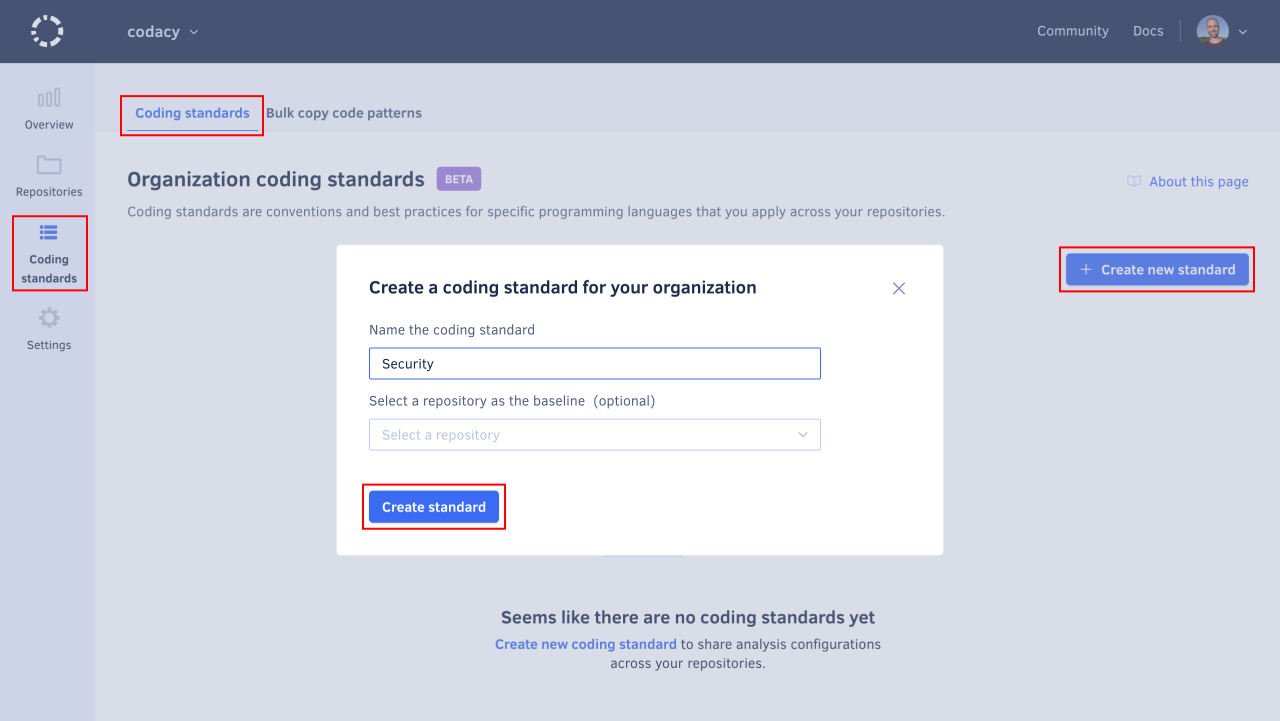 codacy
Community
Docs
Overview
Repositories
Coding
standards
Settings
Coding standards
Bulk copy code patterns
Organization coding standards
BETA
About this page
Coding standards are conventions and best practices for specific programming languages that you apply across your repositories.
Create new standard
Create a coding standard for your organization
Name the coding standard
Security
Select a repository as the baseline (optional)
Select a repository
Create standard
Seems like there are no coding standards yet
Create new coding standard to share analysis configurations
across your repositories.